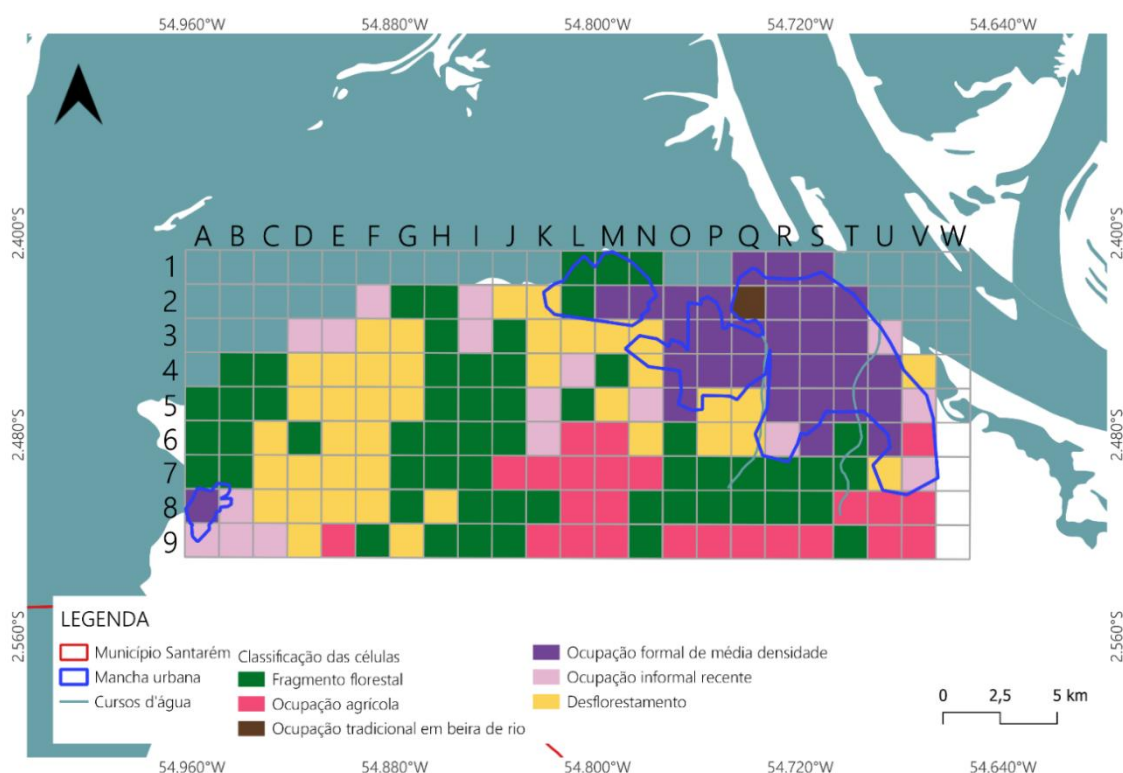 54.960°W 54.880°W 54.800°W 54.720°W 54.640°W
2.400°S 2.400°S
A B C D E F G H I J K L M N O P Q R S T U V W
1
2
3
4
5
6
7
8
9
2.480°S 2.480°S
2.560°S 2.560°S
LEGENDA
Município Santarém
Mancha urbana
Cursos d'água
Classificação das células
Fragmento florestal
Ocupação agrícola
Ocupação tradicional em beira de rio
Ocupação formal de média densidade
Ocupação informal recente
Desflorestamento
0 2,5 5 km
54.960°W 54.880°W 54.800°W 54.720°W 54.640°W